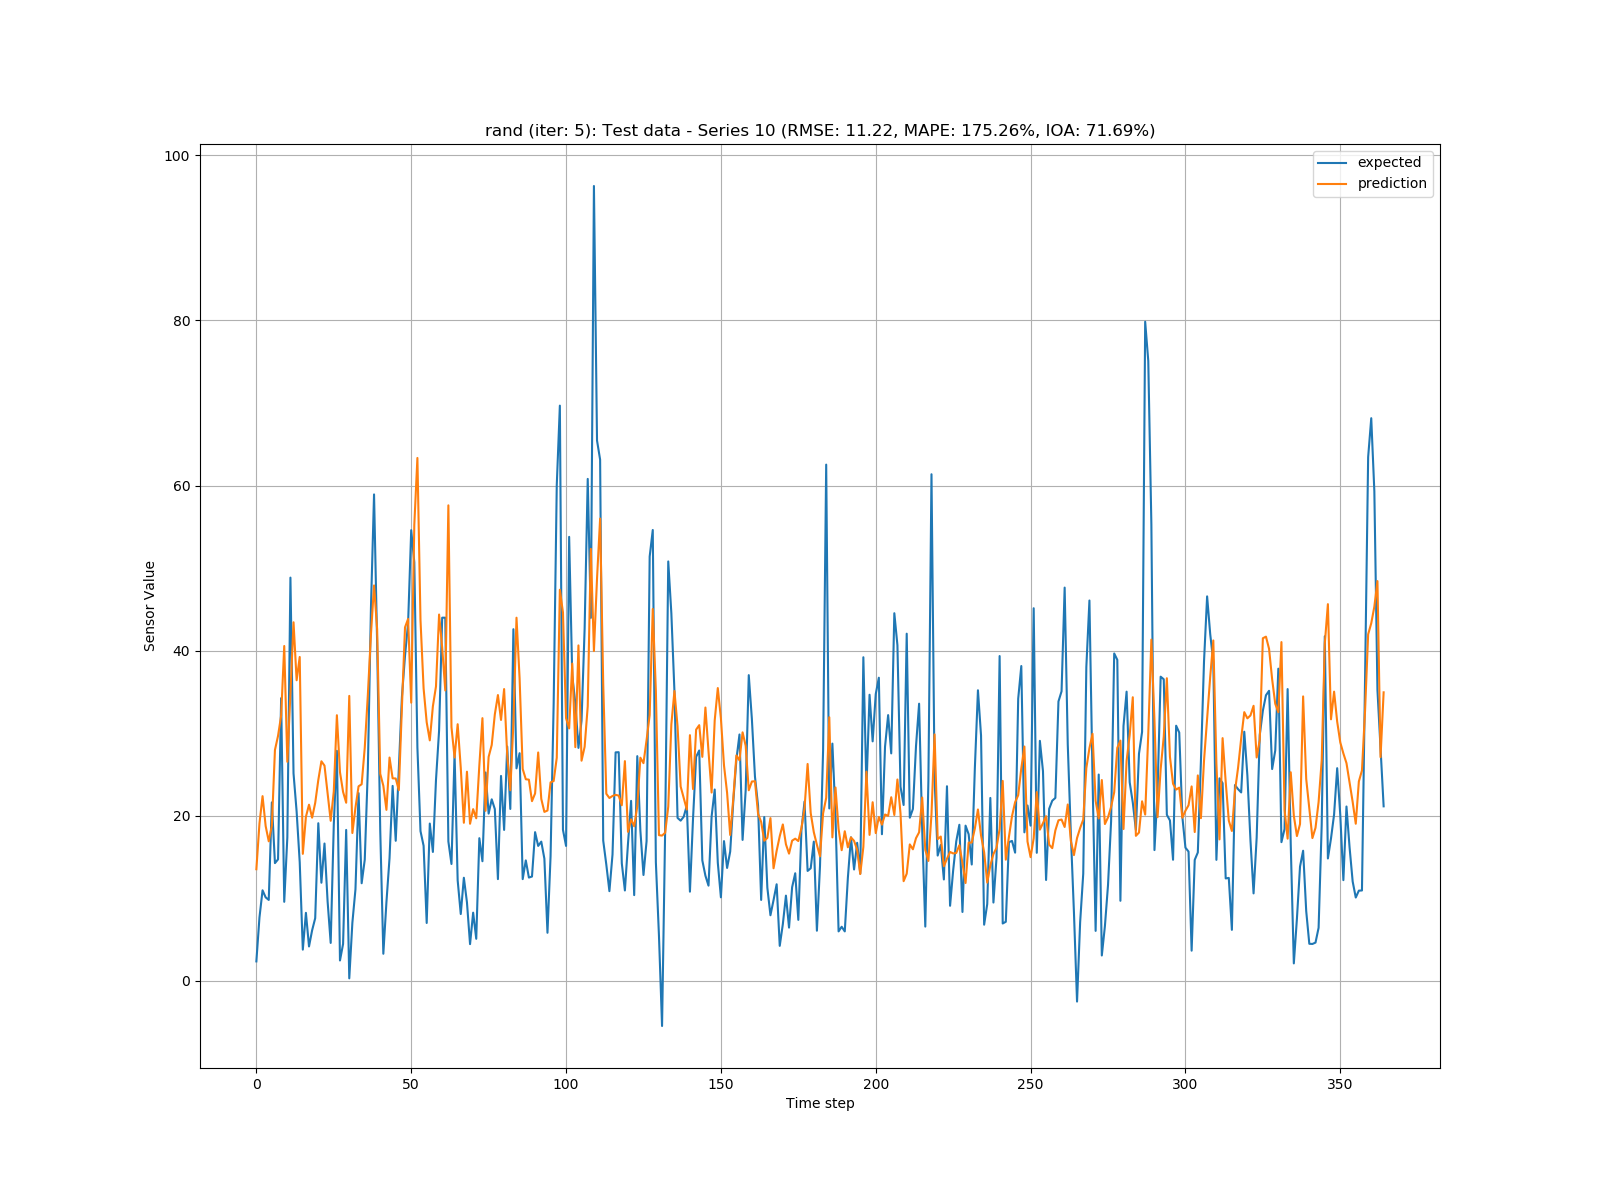 rand (iter: 5): Test data - Series 10 (RMSE: 11.22, MAPE: 175.26%, IOA: 71.69%)
100
80
60
40
20
0
Sensor Value
expected
prediction
0 50 100 150 200 250 300 350
Time step